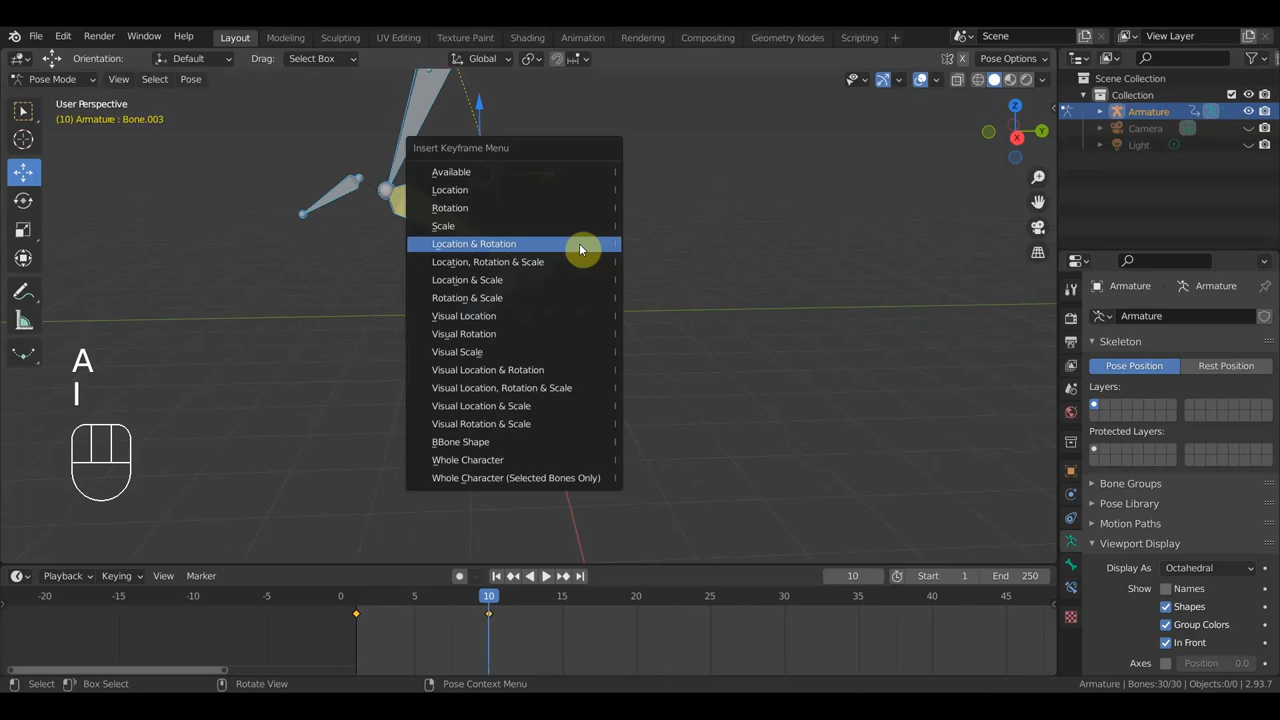 File Edit Render Window Help Layout Modeling Sculpting UV Editing Texture Paint Shading Animation Rendering Compositing Geometry Nodes Scripting + Scene View Layer
Orientation: Default Drag: Select Box Global Pose Options
Pose Mode View Select Pose
User Perspective
(10) Armature : Bone.003
Z
Y
X
Scene Collection
Collection
Armature
Camera
Light
Insert Keyframe Menu
Available I
Location I
Rotation I
Scale I
Location & Rotation I
Location, Rotation & Scale I
Location & Scale I
Rotation & Scale I
Visual Location I
Visual Rotation I
Visual Scale I
Visual Location & Rotation I
Visual Location, Rotation & Scale I
Visual Location & Scale I
Visual Rotation & Scale I
BBone Shape I
Whole Character I
Whole Character (Selected Bones Only) I
A
I
Armature Armature
Armature
Skeleton
Pose Position Rest Position
Layers:
Protected Layers:
Bone Groups
Pose Library
Motion Paths
Viewport Display
Display As Octahedral
Show Names
Shapes
Group Colors
In Front
Axes Position 0.0
Playback Keying View Marker 10 Start 1 End 250
-20 -15 -10 -5 0 5 10 15 20 25 30 35 40 45
Select Box Select Rotate View Pose Context Menu Armature | Bones:30/30 | Objects:0/0 | 2.93.7